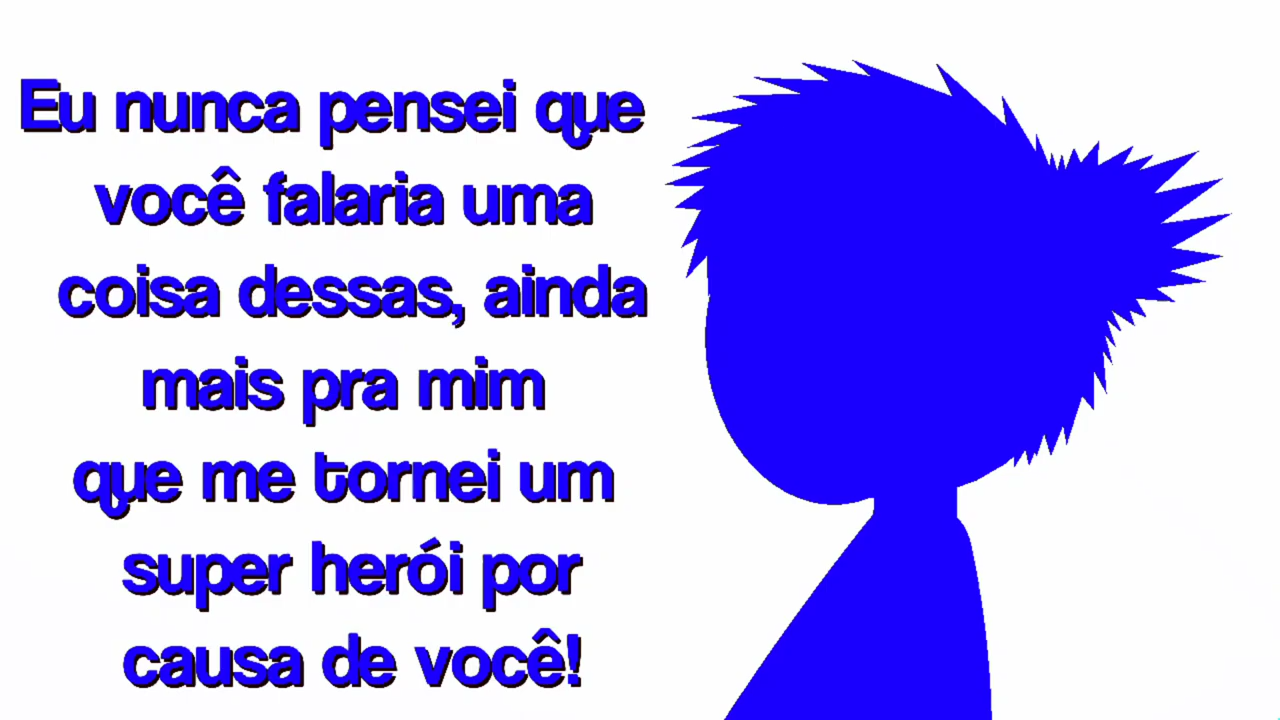 Eu nunca pensei que
você falaria uma
coisa dessas, ainda
mais pra mim
que me tornei um
super herói por
causa de você!